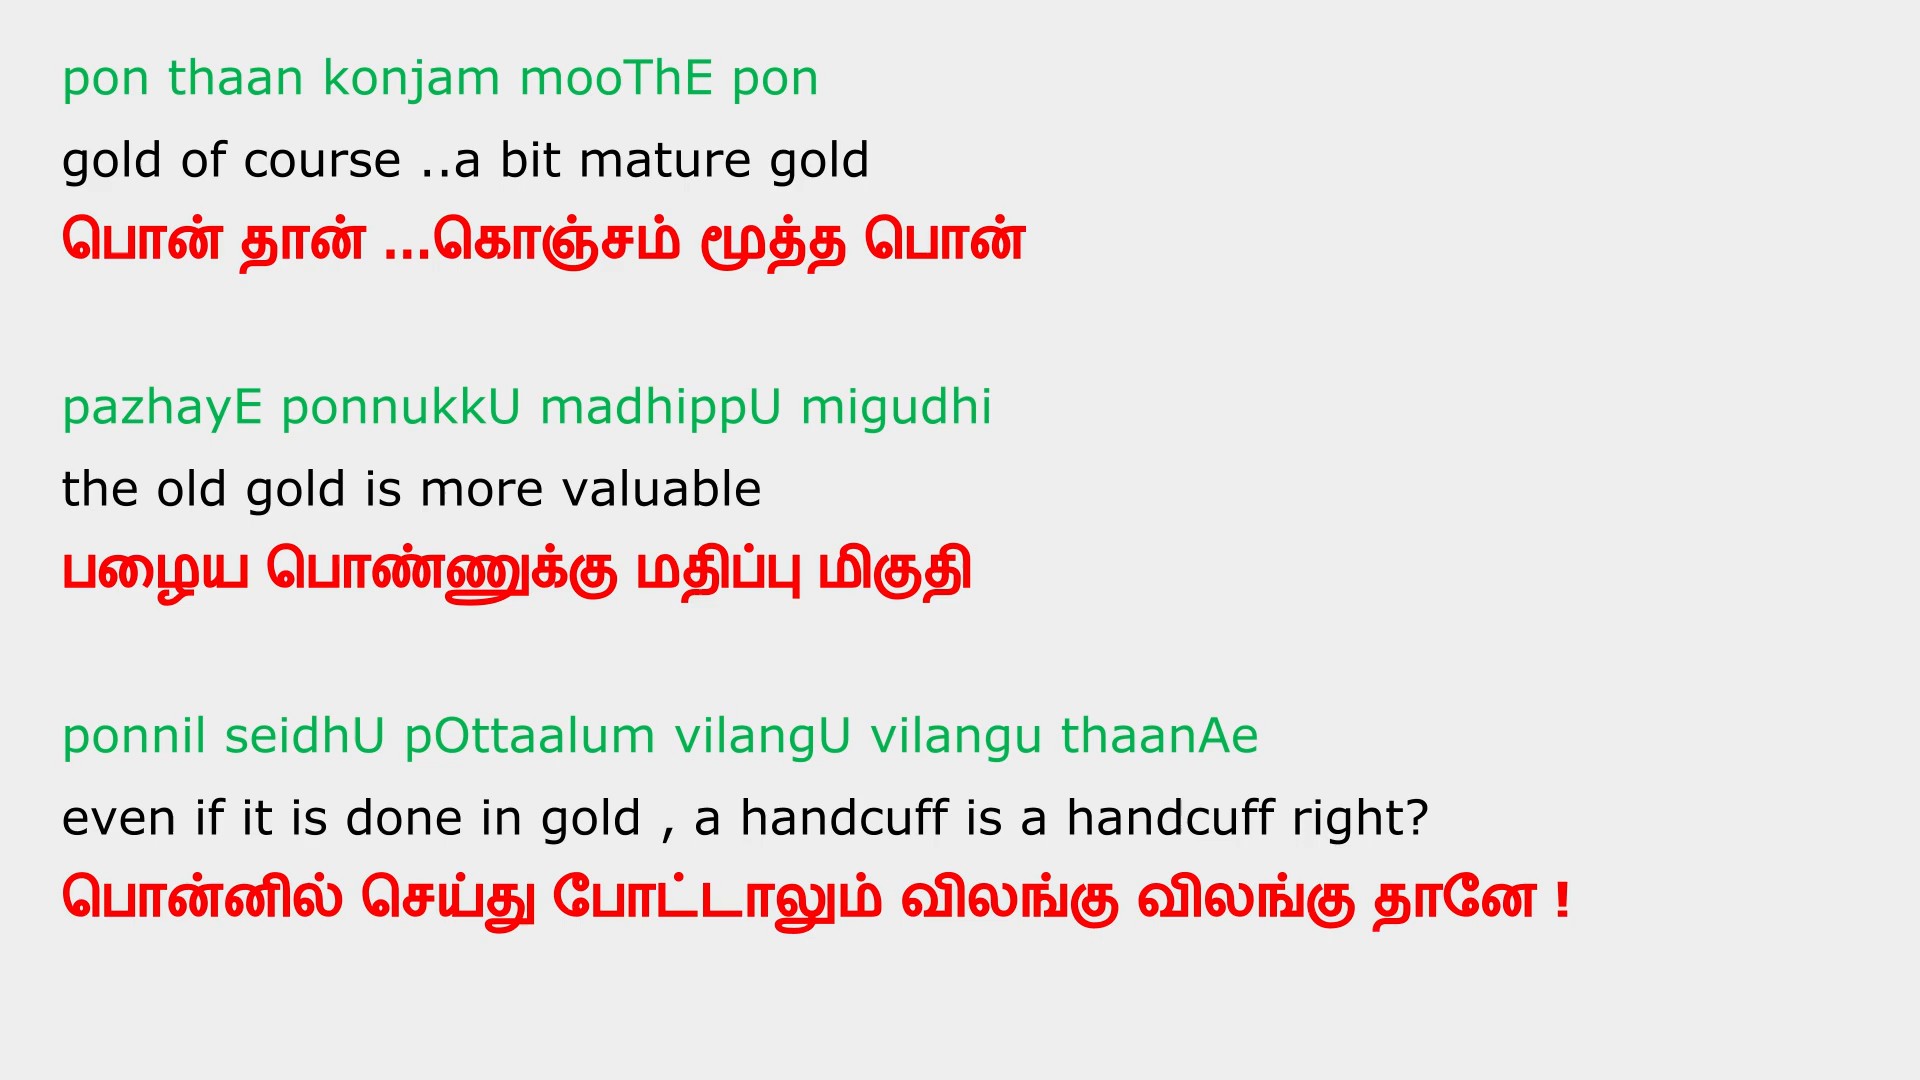 pon thaan konjam mooThE pon
gold of course ..a bit mature gold
பொன் தான் ...கொஞ்சம் மூத்த பொன்
pazhayE ponnukkU madhippU migudhi
the old gold is more valuable
பழைய பொண்ணுக்கு மதிப்பு மிகுதி
ponnil seidhU pOttaalum vilangU vilangu thaanAe
even if it is done in gold , a handcuff is a handcuff right?
பொன்னில் செய்து போட்டாலும் விலங்கு விலங்கு தானே !